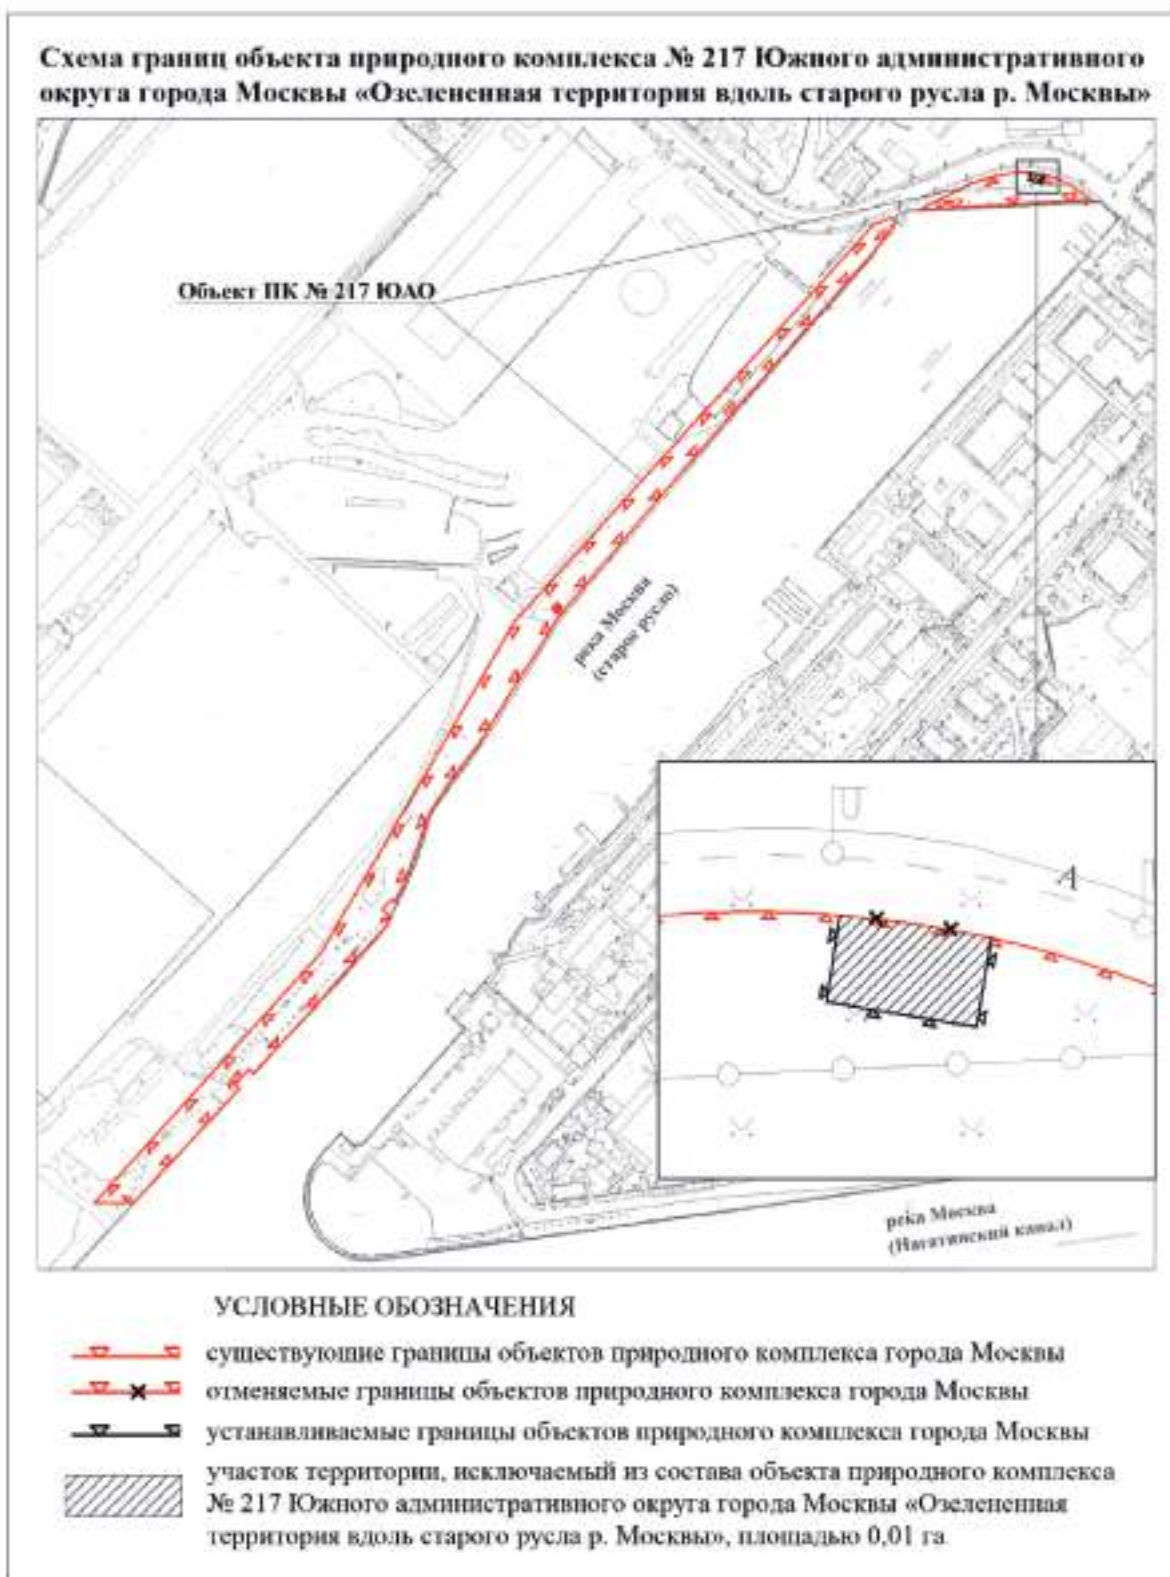 Схема границ объекта природного комплекса № 217 Южного административного
округа города Москвы «Озелененная территория вдоль старого русла р. Москвы»
Объект ПК № 217 ЮАО
река Москва
(старое русло)
А
река Москва
(Нагатинский канал)
УСЛОВНЫЕ ОБОЗНАЧЕНИЯ
существующие границы объектов природного комплекса города Москвы
отменяемые границы объектов природного комплекса города Москвы
устанавливаемые границы объектов природного комплекса города Москвы
участок территории, исключаемый из состава объекта природного комплекса
№ 217 Южного административного округа города Москвы «Озелененная
территория вдоль старого русла р. Москвы», площадью 0,01 га